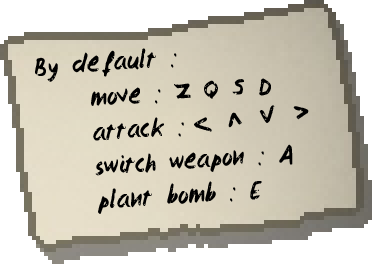 By default :
move : Z Q S D
attack : < ʌ v >
switch weapon : A
plant bomb : E